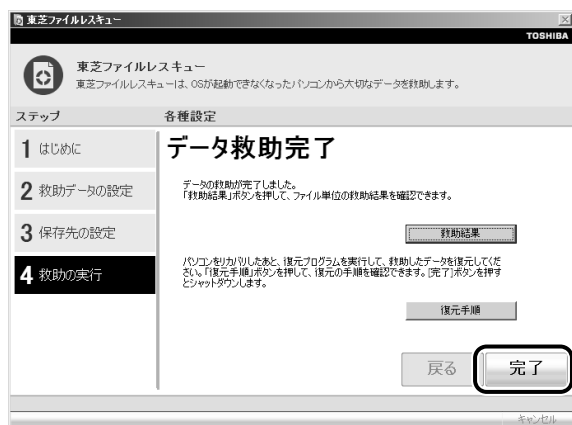 東芝ファイルレスキュー
TOSHIBA
東芝ファイルレスキュー
東芝ファイルレスキューは、OSが起動できなくなったパソコンから大切なデータを救助します。
ステップ
各種設定
1 はじめに
2 救助データの設定
3 保存先の設定
4 救助の実行
データ救助完了
データの救助が完了しました。
「救助結果」ボタンを押して、ファイル単位の救助結果を確認できます。
救助結果
パソコンをリカバリしたあと、復元プログラムを実行して、救助したデータを復元してくだ
さい。「復元手順」ボタンを押して、復元の手順を確認できます。[完了]ボタンを押す
とシャットダウンします。
復元手順
戻る
完了
キャンセル